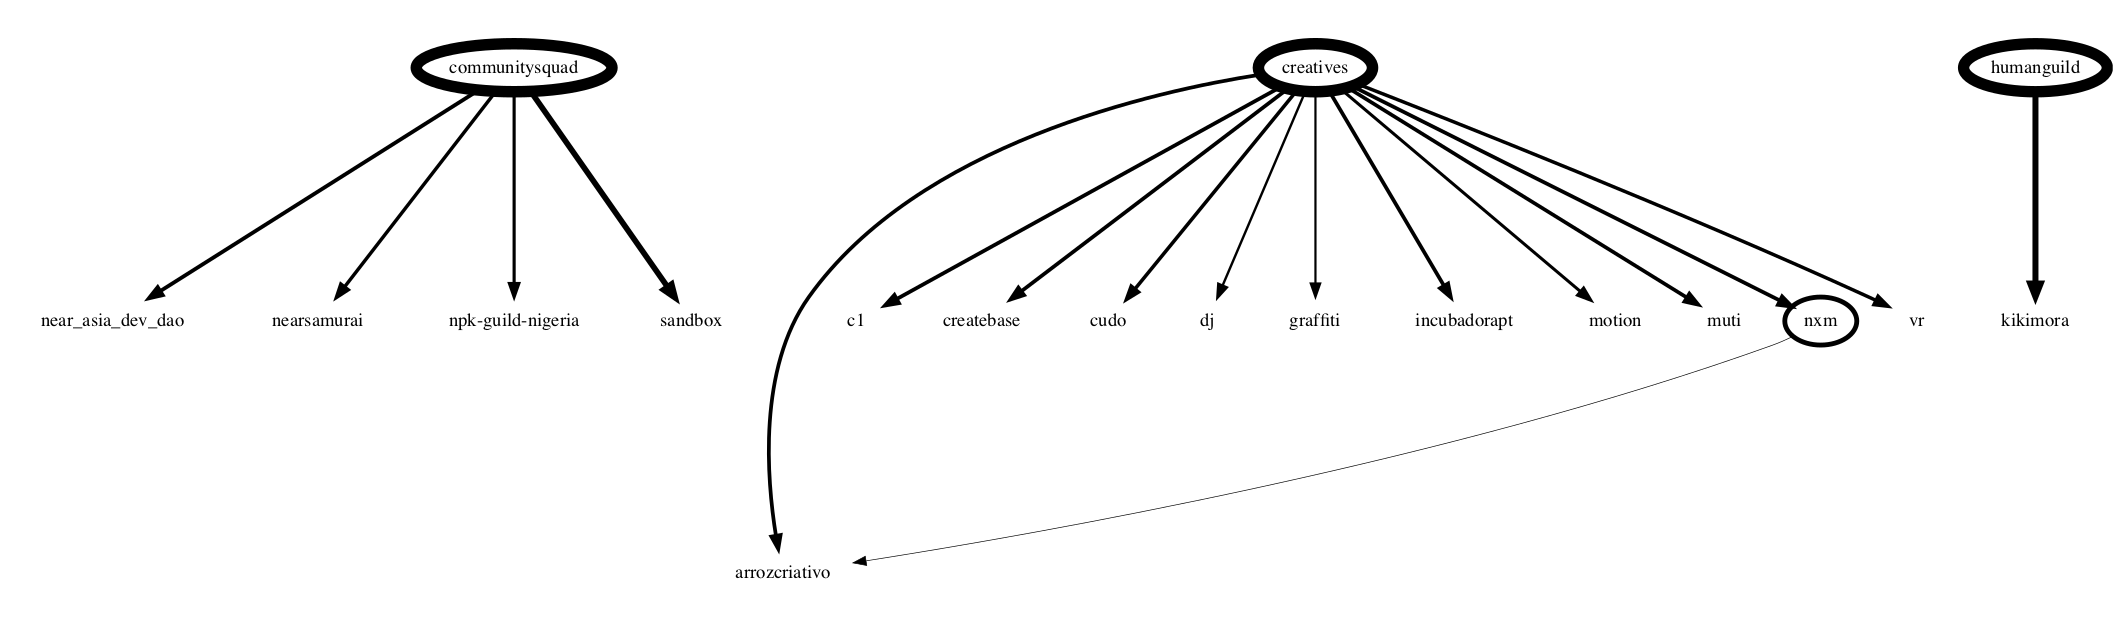 communitysquad
creatives
humanguild
near_asia_dev_dao
nearsamurai
npk-guild-nigeria
sandbox
c1
createbase
cudo
dj
graffiti
incubadorapt
motion
muti
nxm
vr
kikimora
arrozcriativo